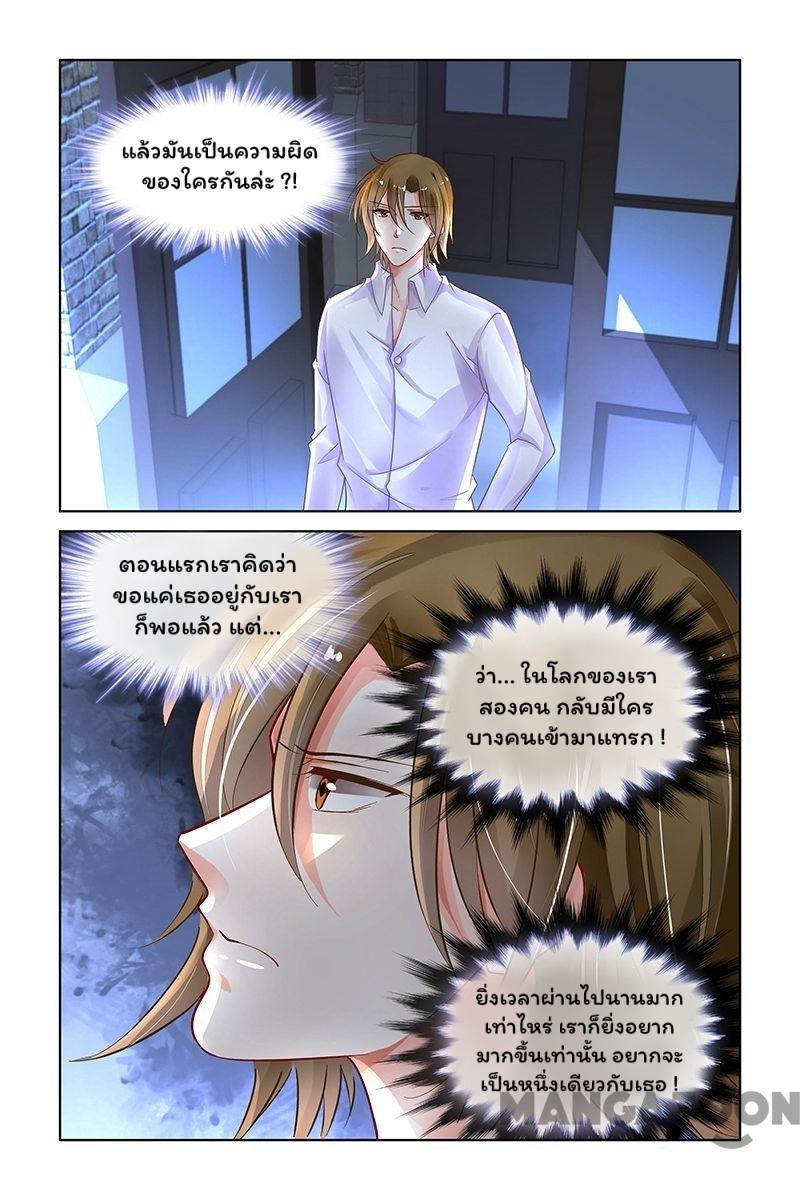 แล้วมันเป็นความผิด
ของใครกันล่ะ ?!
ตอนแรกเราคิดว่า
ขอแค่เธออยู่กับเรา
ก็พอแล้ว แต่...
ว่า... ในโลกของเรา
สองคน กลับมีใคร
บางคนเข้ามาแทรก !
ยิ่งเวลาผ่านไปนานมาก
เท่าไหร่ เราก็ยิ่งอยาก
มากขึ้นเท่านั้น อยากจะ
เป็นหนึ่งเดียวกับเธอ !
MANGATOON